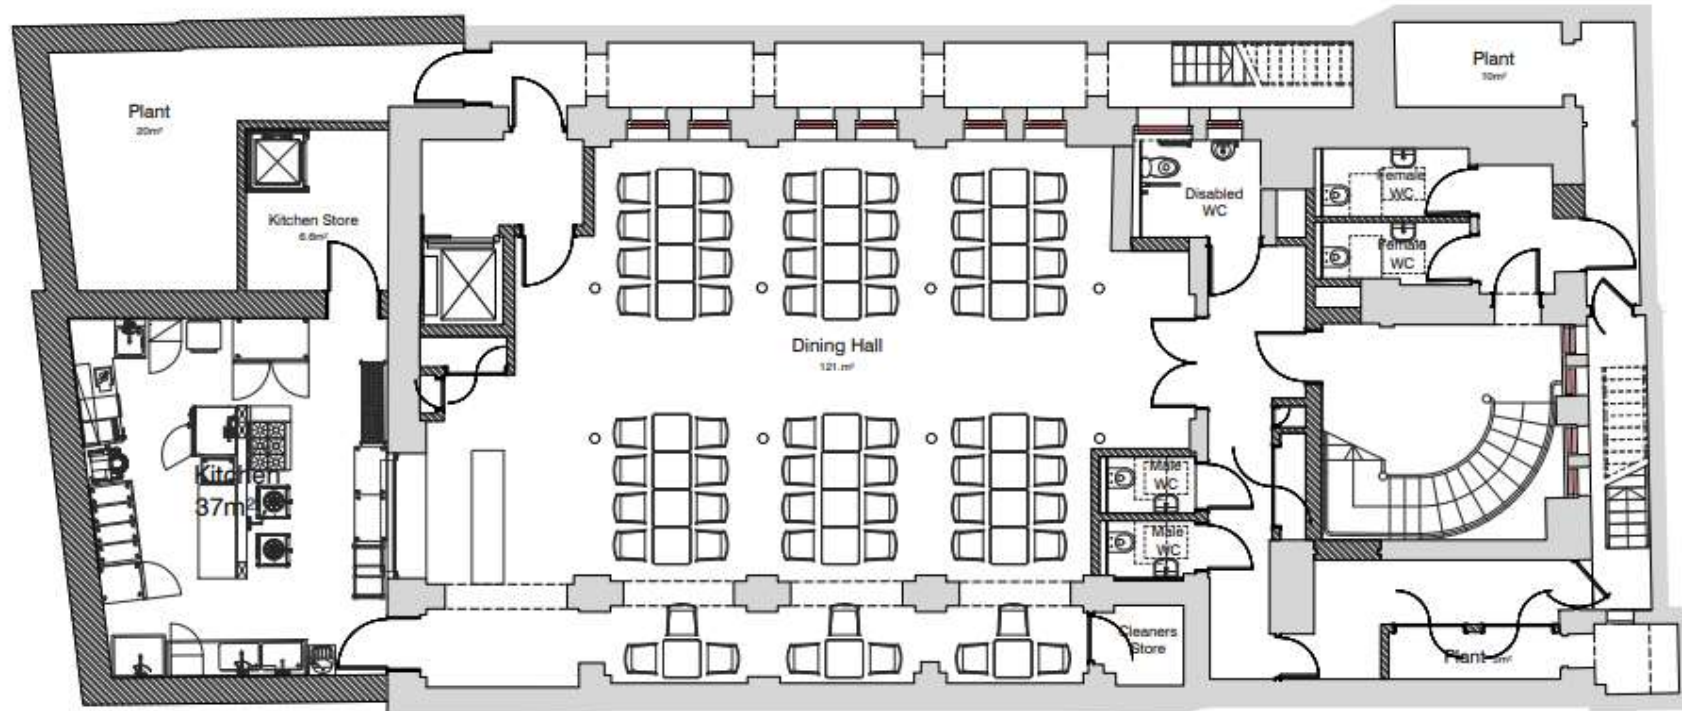 Plant
20m²
Kitchen Store
6.6m²
Kitchen
37m²
Dining Hall
121.m²
Disabled
WC
Female
WC
Female
WC
Plant
10m²
Male
WC
Male
WC
Cleaners
Store
Plant